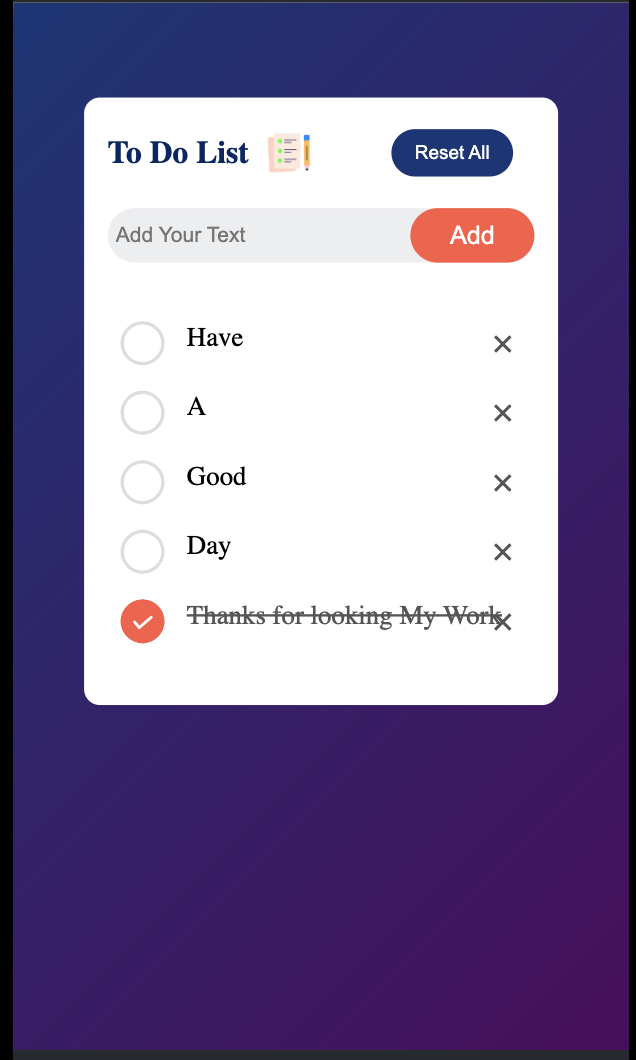 To Do List
Reset All
Add Your Text
Add
Have
A
Good
Day
Thanks for looking My Work